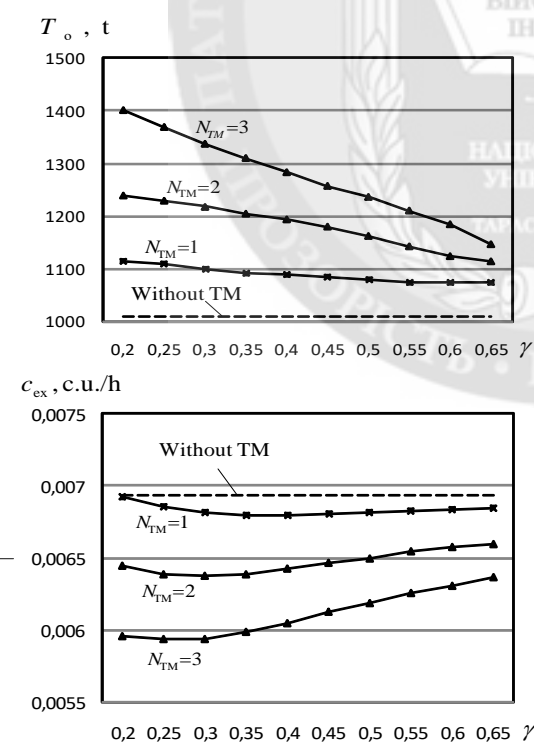 T o , t
1500
1400
1300
1200
1100
1000
N TM=3
N TM=2
N TM=1
Without TM
0,2 0,25 0,3 0,35 0,4 0,45 0,5 0,55 0,6 0,65 γ
c ex , c.u./h
0,0075
0,007
0,0065
0,006
0,0055
Without TM
N TM=1
N TM=2
N TM=3
0,2 0,25 0,3 0,35 0,4 0,45 0,5 0,55 0,6 0,65 γ